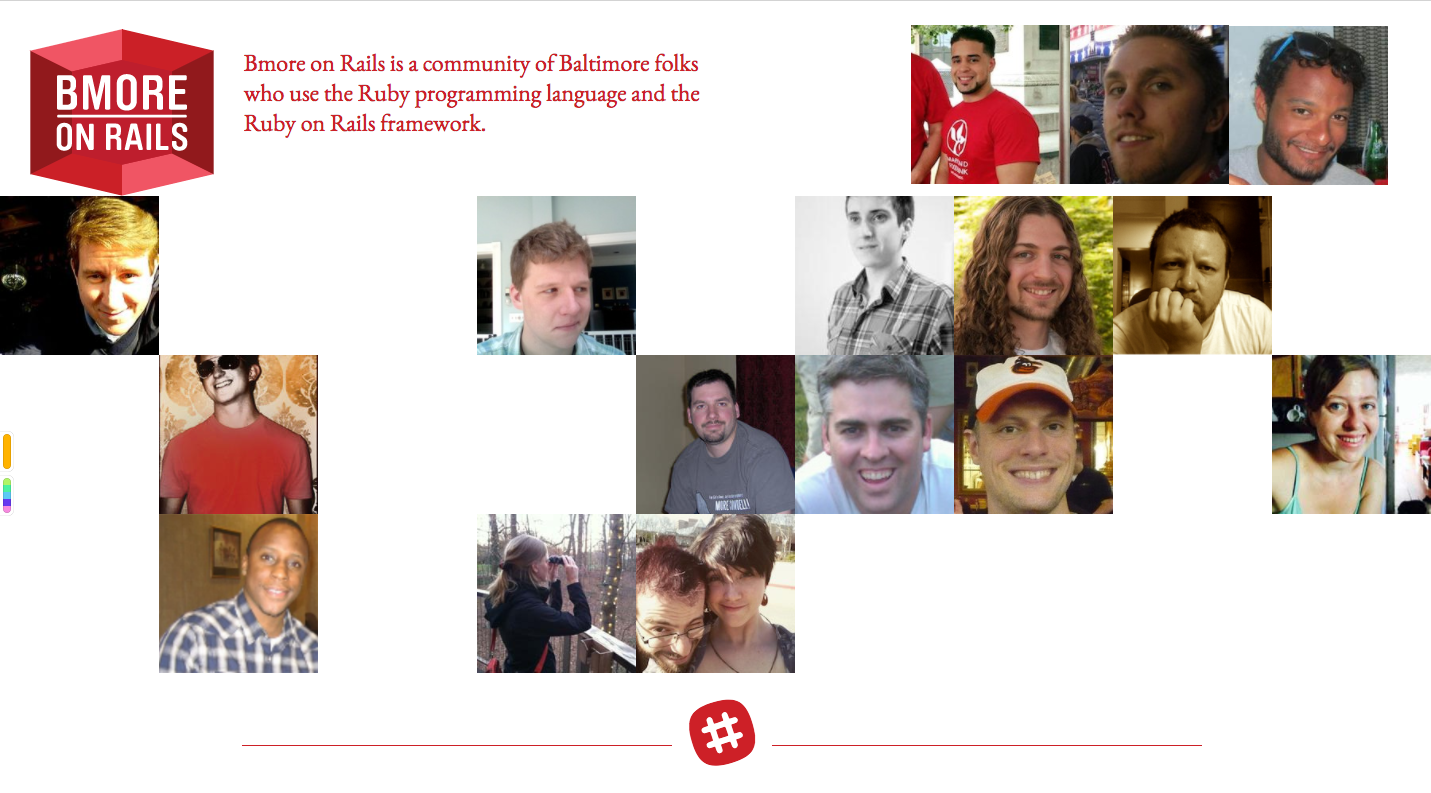 BMORE
ON RAILS
Bmore on Rails is a community of Baltimore folks
who use the Ruby programming language and the
Ruby on Rails framework.
#